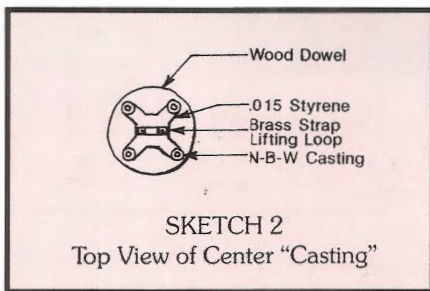 Wood Dowel
.015 Styrene
Brass Strap
Lifting Loop
N-B-W Casting
SKETCH 2
Top View of Center “Casting”